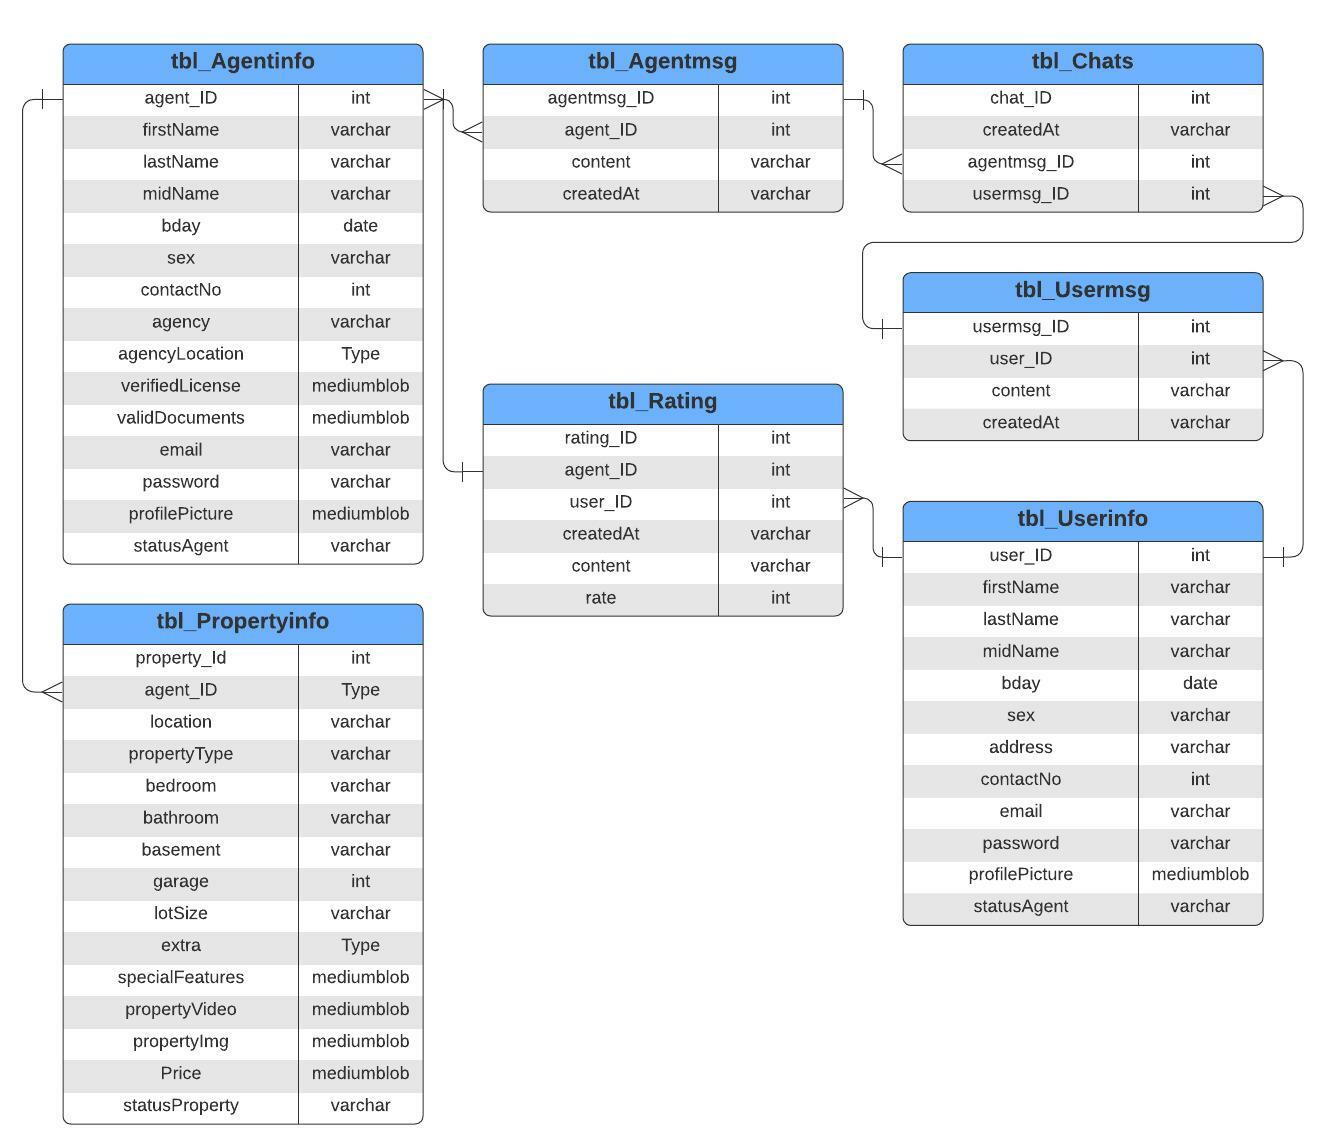 tbl_Agentinfo
agent_ID int
firstName varchar
lastName varchar
midName varchar
bday date
sex varchar
contactNo int
agency varchar
agencyLocation Type
verifiedLicense mediumblob
validDocuments mediumblob
email varchar
password varchar
profilePicture mediumblob
statusAgent varchar
tbl_Propertyinfo
property_Id int
agent_ID Type
location varchar
propertyType varchar
bedroom varchar
bathroom varchar
basement varchar
garage int
lotSize varchar
extra Type
specialFeatures mediumblob
propertyVideo mediumblob
propertyImg mediumblob
Price mediumblob
statusProperty varchar
tbl_Agentmsg
agentmsg_ID int
agent_ID int
content varchar
createdAt varchar
tbl_Rating
rating_ID int
agent_ID int
user_ID int
createdAt varchar
content varchar
rate int
tbl_Chats
chat_ID int
createdAt varchar
agentmsg_ID int
usermsg_ID int
tbl_Usermsg
usermsg_ID int
user_ID int
content varchar
createdAt varchar
tbl_Userinfo
user_ID int
firstName varchar
lastName varchar
midName varchar
bday date
sex varchar
address varchar
contactNo int
email varchar
password varchar
profilePicture mediumblob
statusAgent varchar